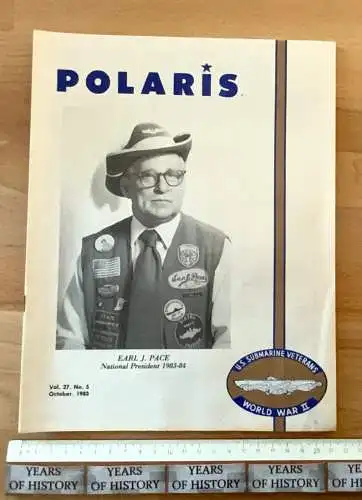 POLARIS
EARL J. PACE
National President 1983-84
Vol. 27. No. 5
October, 1983
U.S. SUBMARINE VETERANS
WORLD WAR II
YEARS
OF HISTORY
YEARS
OF HISTORY
YEARS
OF HISTORY
YEARS
OF HISTORY
YEARS
OF HISTORY